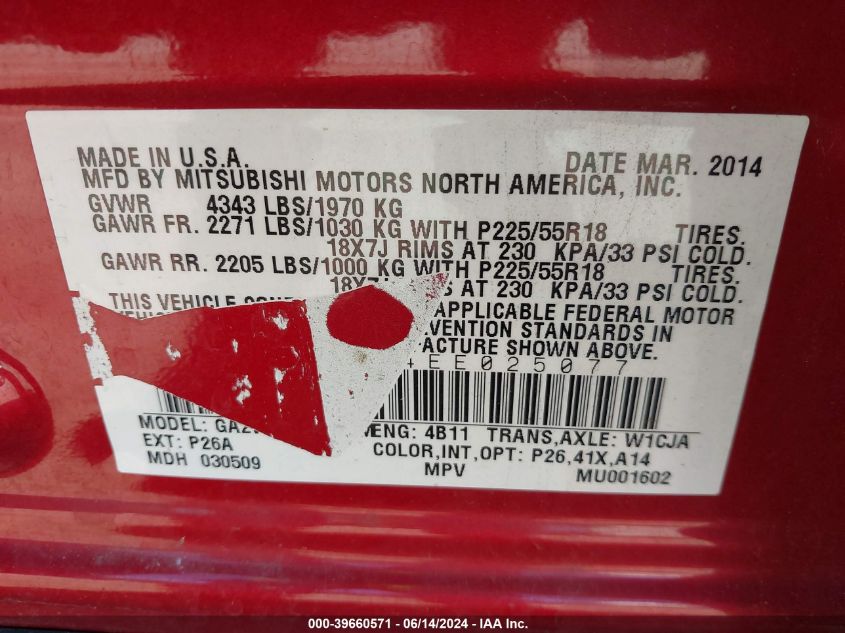 MADE IN U.S.A. DATE MAR. 2014
MFD BY MITSUBISHI MOTORS NORTH AMERICA, INC.
GVWR 4343 LBS/1970 KG
GAWR FR. 2271 LBS/1030 KG WITH P225/55R18 TIRES.
18X7J RIMS AT 230 KPA/33 PSI COLD.
GAWR RR. 2205 LBS/1000 KG WITH P225/55R18 TIRES.
18X7J S AT 230 KPA/33 PSI COLD.
THIS VEHICLE APPLICABLE FEDERAL MOTOR
VENTION STANDARDS IN
ACTURE SHOWN ABOVE.
EE025077
MODEL: GA2 ENG: 4B11 TRANS,AXLE: W1CJA
EXT: P26A COLOR,INT,OPT: P26,41X,A14
MDH 030509 MPV MU001602
000-39660571 - 06/14/2024 - IAA Inc.